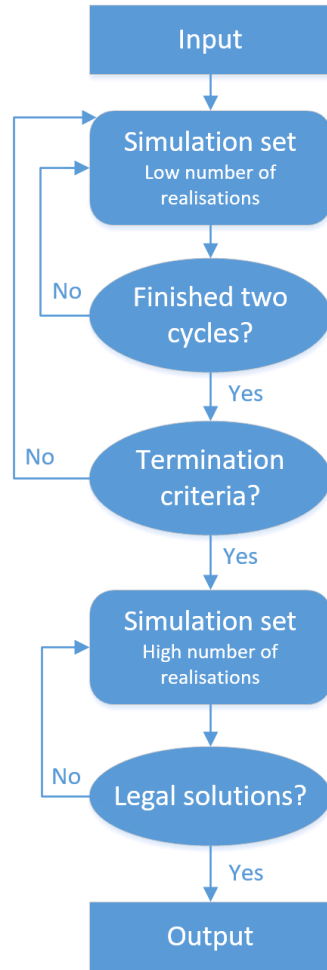 Input
Simulation set
Low number of
realisations
No
Finished two
cycles?
Yes
No
Termination
criteria?
Yes
Simulation set
High number of
realisations
No
Legal solutions?
Yes
Output